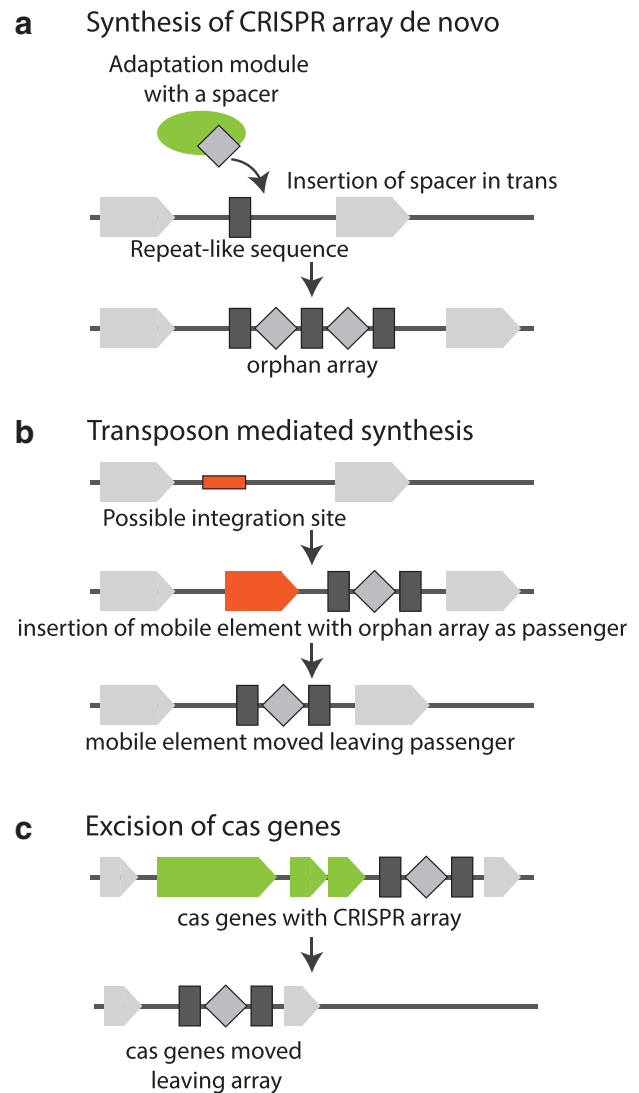 a Synthesis of CRISPR array de novo
Adaptation module
with a spacer
Insertion of spacer in trans
Repeat-like sequence
orphan array
b Transposon mediated synthesis
Possible integration site
insertion of mobile element with orphan array as passenger
mobile element moved leaving passenger
c Excision of cas genes
cas genes with CRISPR array
cas genes moved
leaving array